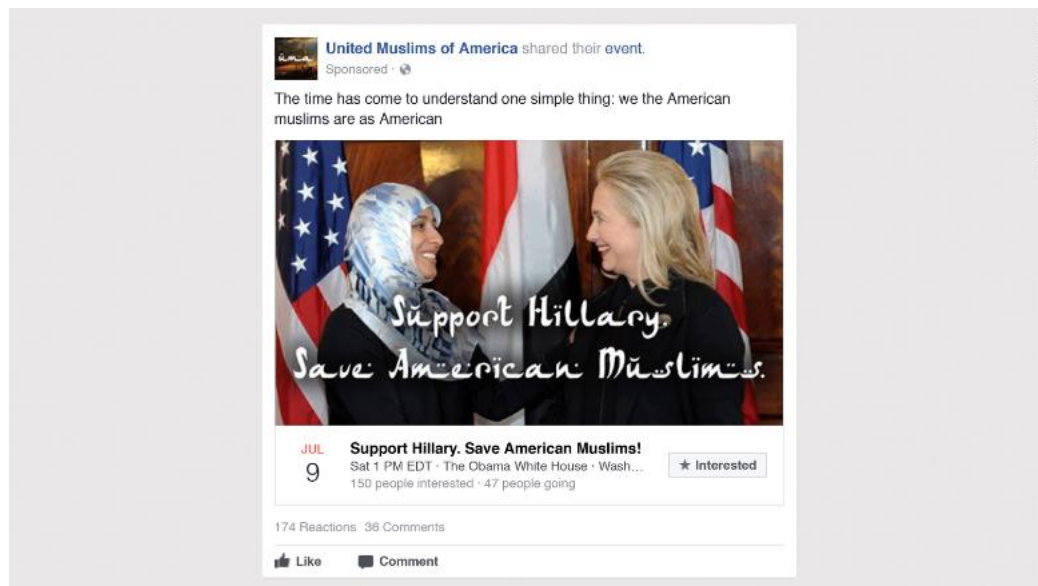 United Muslims of America shared their event.
Sponsored ·
The time has come to understand one simple thing: we the American
muslims are as American
Support Hillary.
Save American Muslims.
JUL
9
Support Hillary. Save American Muslims!
Sat 1 PM EDT · The Obama White House · Wash...
150 people interested · 47 people going
★ Interested
174 Reactions 36 Comments
Like Comment